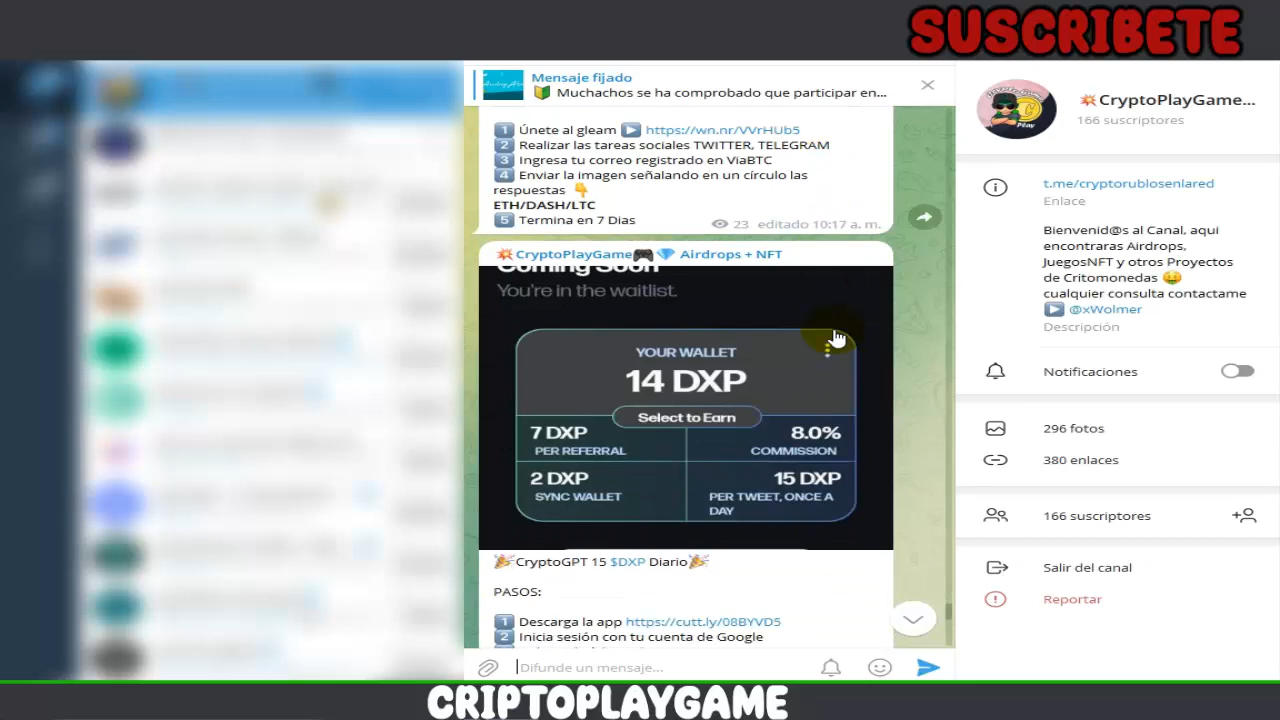 SUSCRIBETE
Mensaje fijado
Muchachos se ha comprobado que participar en...
1 Únete al gleam https://wn.nr/VVrHUb5
2 Realizar las tareas sociales TWITTER, TELEGRAM
3 Ingresa tu correo registrado en ViaBTC
4 Enviar la imagen señalando en un círculo las
respuestas
ETH/DASH/LTC
5 Termina en 7 Dias
23 editado 10:17 a. m.
CryptoPlayGame Airdrops + NFT
Coming Soon
You're in the waitlist.
YOUR WALLET
14 DXP
Select to Earn
7 DXP
PER REFERRAL
8.0%
COMMISSION
2 DXP
SYNC WALLET
15 DXP
PER TWEET, ONCE A
DAY
CryptoGPT 15 $DXP Diario
PASOS:
1 Descarga la app https://cutt.ly/08BYVD5
2 Inicia sesión con tu cuenta de Google
Difunde un mensaje...
CryptoPlayGame...
166 suscriptores
t.me/cryptorublosenlared
Enlace
Bienvenid@s al Canal, aqui
encontraras Airdrops,
JuegosNFT y otros Proyectos
de Critomonedas
cualquier consulta contactame
@xWolmer
Descripción
Notificaciones
296 fotos
380 enlaces
166 suscriptores
Salir del canal
Reportar
CRIPTOPLAYGAME